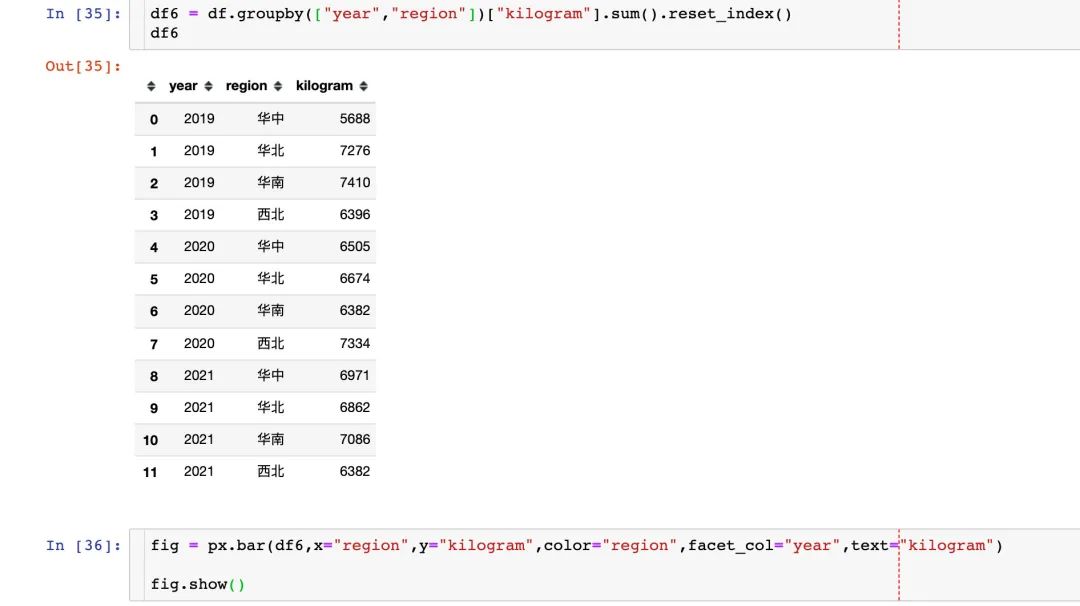 In [35]: df6 = df.groupby(["year","region"])["kilogram"].sum().reset_index()
df6
Out[35]:
year region kilogram
0 2019 华中 5688
1 2019 华北 7276
2 2019 华南 7410
3 2019 西北 6396
4 2020 华中 6505
5 2020 华北 6674
6 2020 华南 6382
7 2020 西北 7334
8 2021 华中 6971
9 2021 华北 6862
10 2021 华南 7086
11 2021 西北 6382
In [36]: fig = px.bar(df6,x="region",y="kilogram",color="region",facet_col="year",text="kilogram")
fig.show()